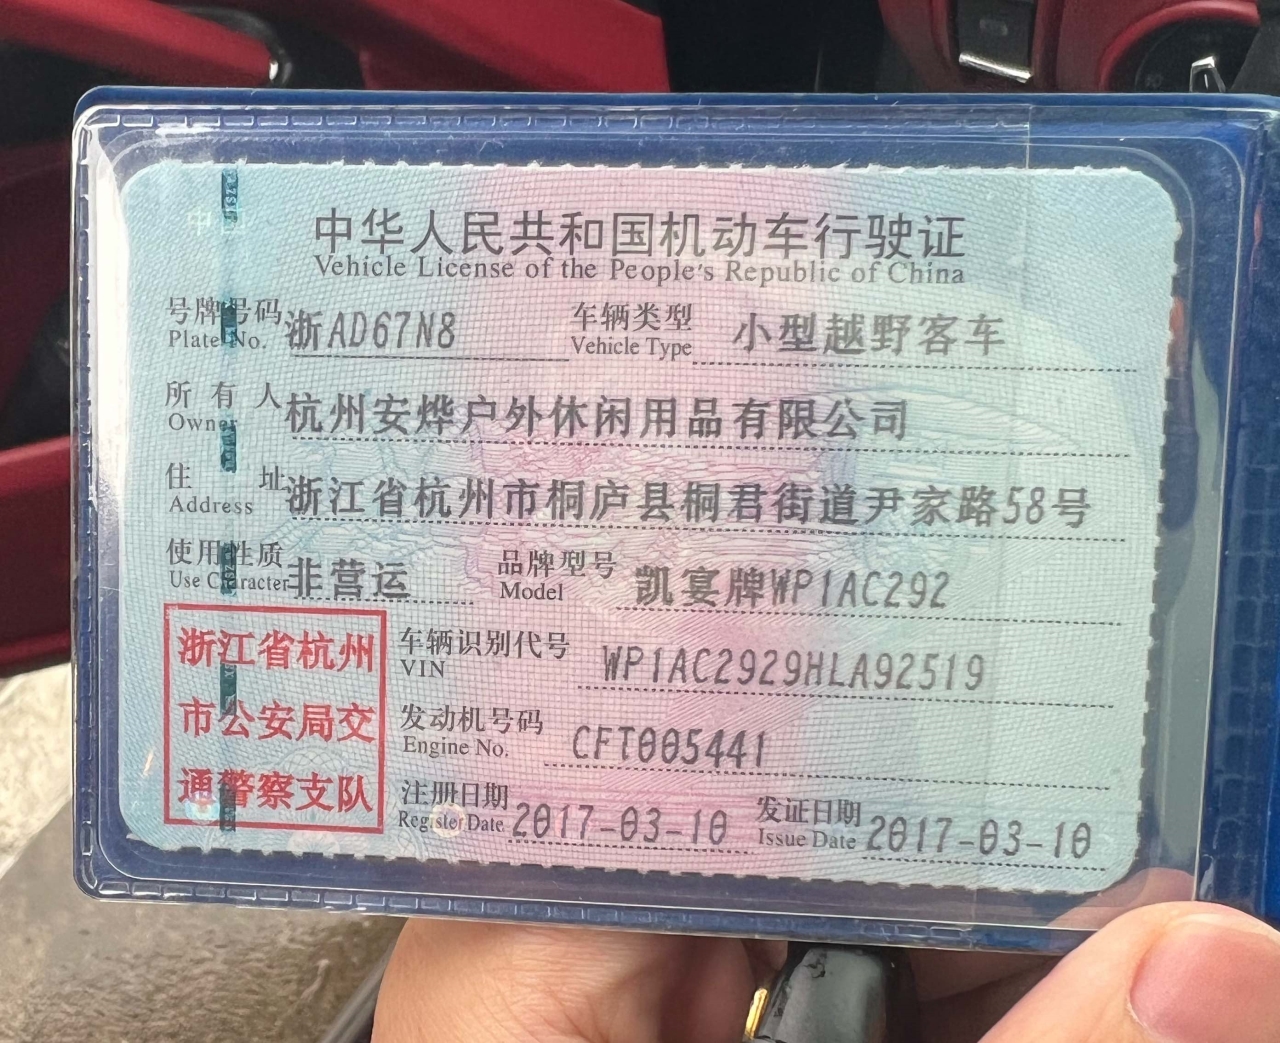 中华人民共和国机动车行驶证
Vehicle License of the People's Republic of China
号牌号码 浙AD67N8 车辆类型 小型越野客车
Plate No. Vehicle Type
所有人 杭州安烨户外休闲用品有限公司
Owner
住址 浙江省杭州市桐庐县桐君街道尹家路58号
Address
使用性质 非营运 品牌型号 凯宴牌WP1AC292
Use Character Model
浙江省杭州
市公安局交
通警察支队
车辆识别代号 WP1AC2929HLA92519
VIN
发动机号码 CFT005441
Engine No.
注册日期 2017-03-10 发证日期 2017-03-10
Register Date Issue Date